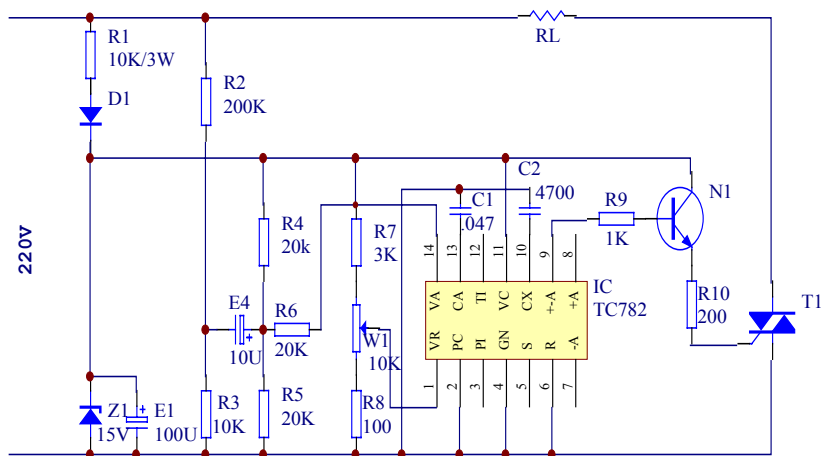 R1
10K/3W
D1
R2
200K
RL
220V
R4
20k
E4
10U
R6
20K
R7
3K
W1
10K
C1
.047
C2
4700
R9
1K
N1
R10
200
T1
IC
TC782
14 13 12 11 10 9 8
VA CA TI VC CX +-A +A
VR PC PI GN S R -A
1 2 3 4 5 6 7
Z1
15V
E1
100U
R3
10K
R5
20K
R8
100